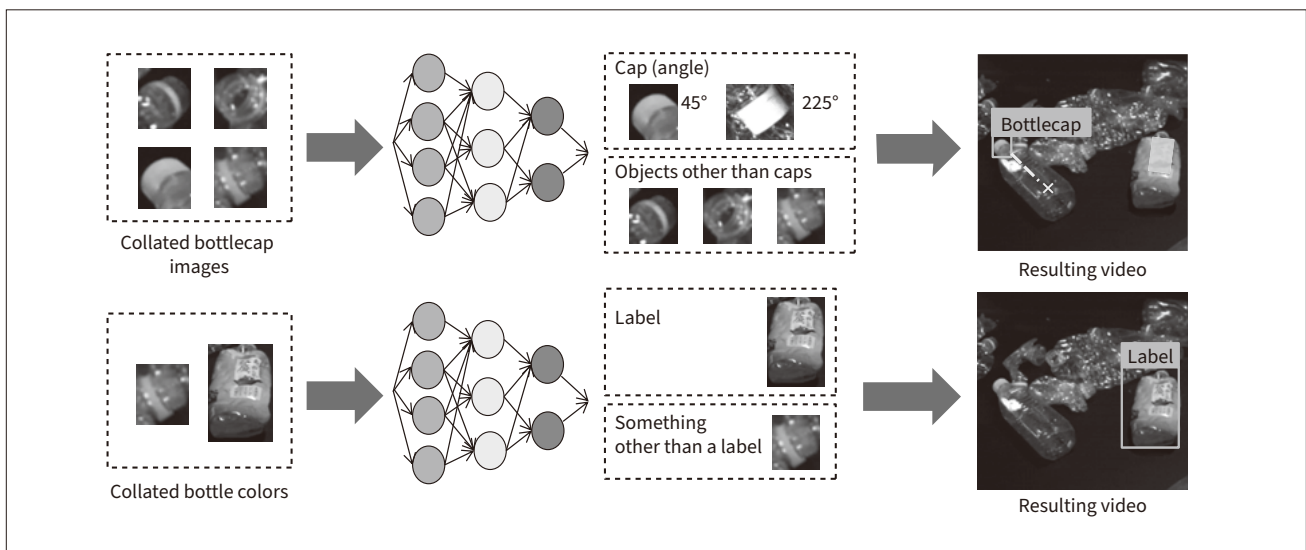 Collated bottlecap
images
Cap (angle)
45°
225°
Objects other than caps
Bottlecap
Resulting video
Collated bottle colors
Label
Something
other than a label
Label
Resulting video